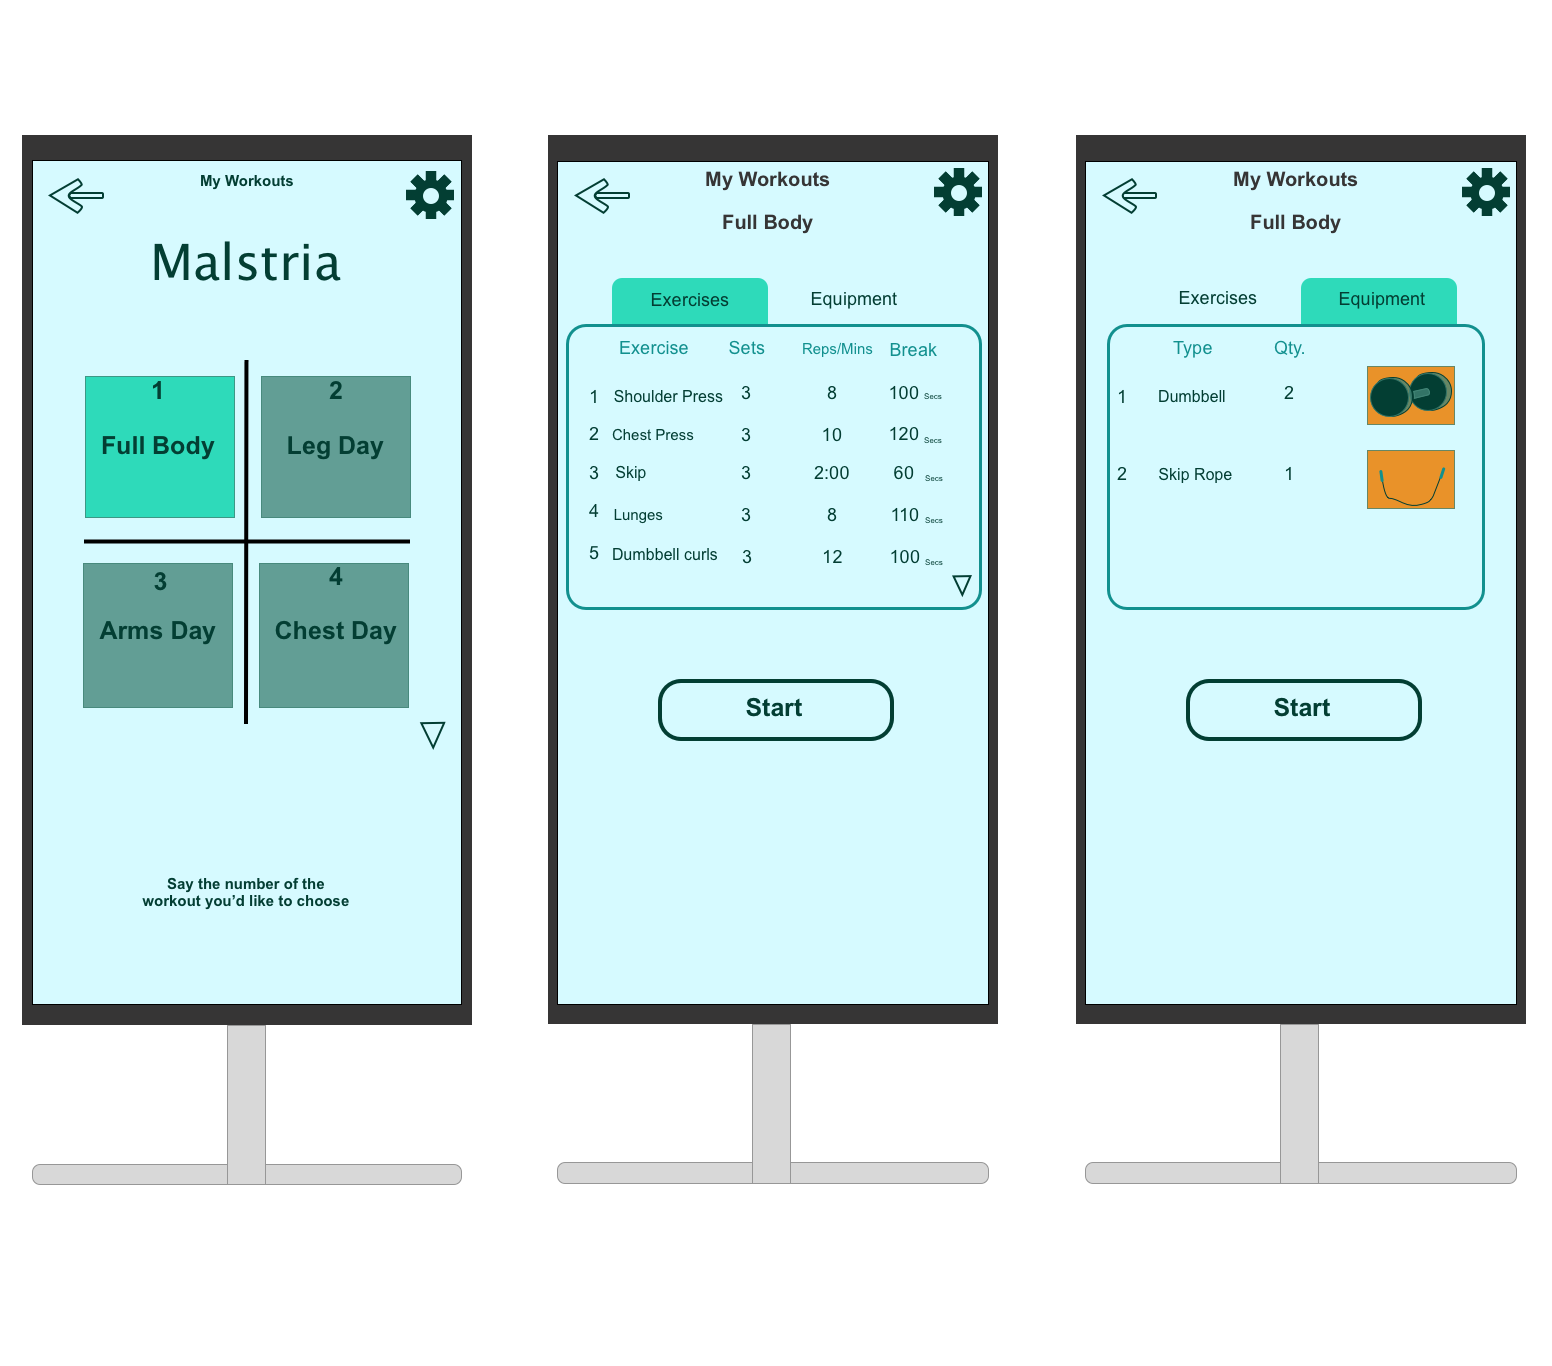 My Workouts
Malstria
1
Full Body
2
Leg Day
3
Arms Day
4
Chest Day
Say the number of the
workout you’d like to choose
My Workouts
Full Body
Exercises
Equipment
Exercise Sets Reps/Mins Break
1 Shoulder Press 3 8 100 Secs
2 Chest Press 3 10 120 Secs
3 Skip 3 2:00 60 Secs
4 Lunges 3 8 110 Secs
5 Dumbbell curls 3 12 100 Secs
Start
My Workouts
Full Body
Exercises
Equipment
Type Qty.
1 Dumbbell 2
2 Skip Rope 1
Start